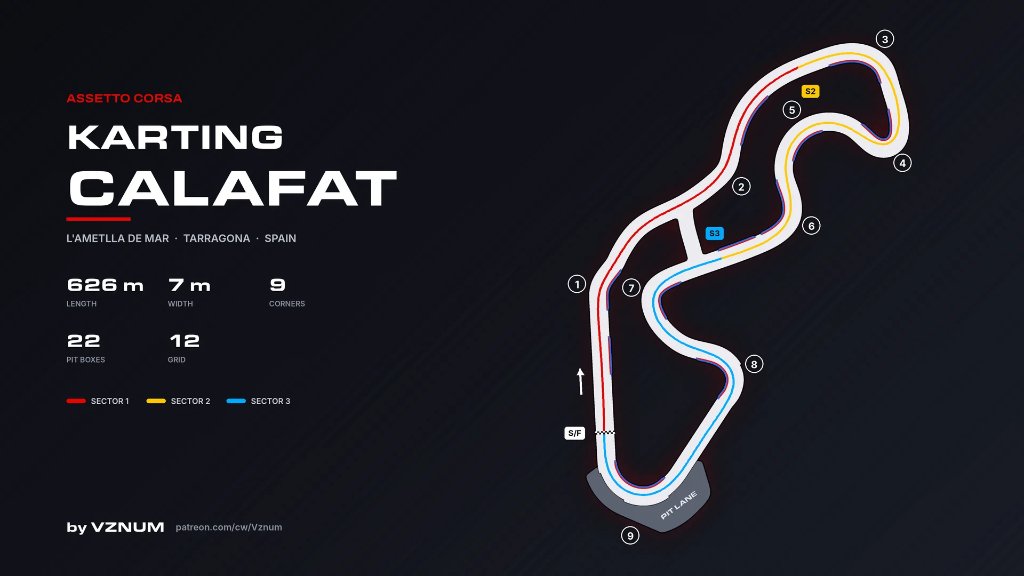 ASSETTO CORSA
KARTING
CALAFAT
L'AMETLLA DE MAR · TARRAGONA · SPAIN
626 m 7 m 9
LENGTH WIDTH CORNERS
22 12
PIT BOXES GRID
SECTOR 1 SECTOR 2 SECTOR 3
by VZNUM patreon.com/cw/Vznum
3
S2
5
4
2
6
S3
1
7
8
S/F
PIT LANE
9